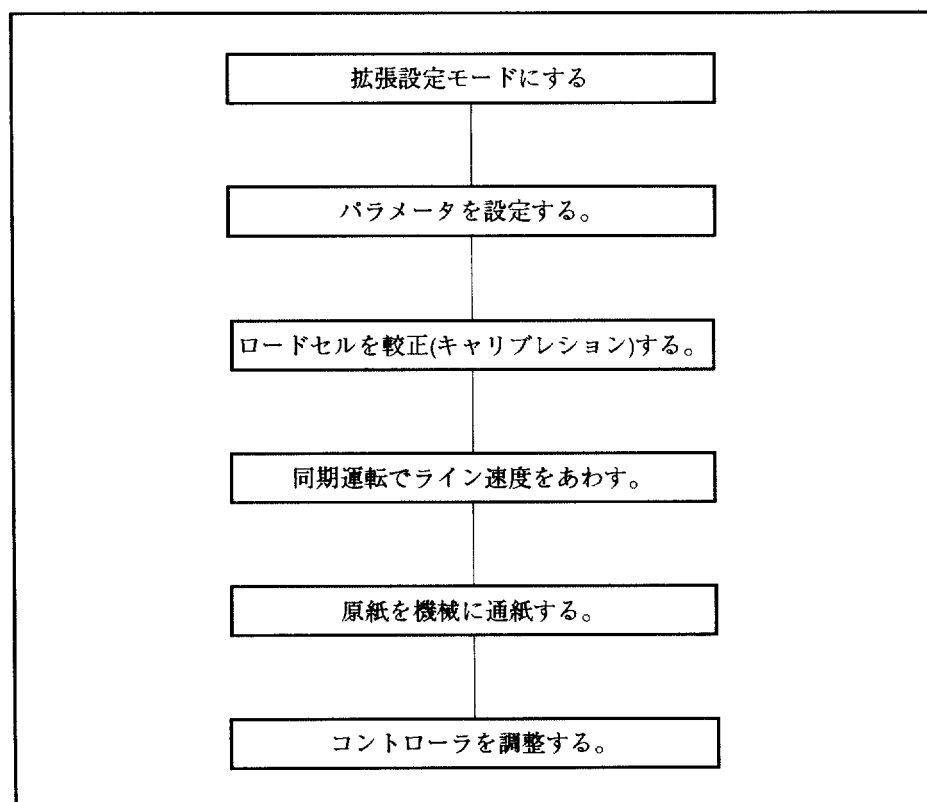 拡張設定モードにする
パラメータを設定する。
ロードセルを較正(キャリブレション)する。
同期運転でライン速度をあわす。
原紙を機械に通紙する。
コントローラを調整する。